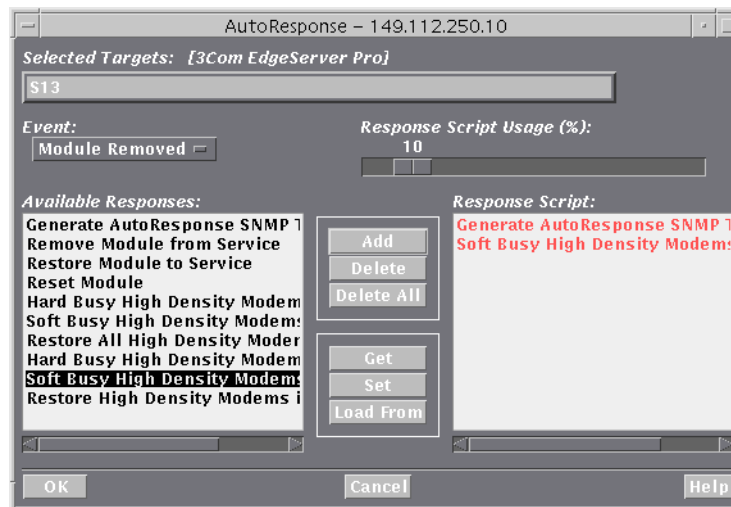 AutoResponse – 149.112.250.10
Selected Targets: [3Com EdgeServer Pro]
S13
Event:
Module Removed
Response Script Usage (%):
10
Available Responses:
Generate AutoResponse SNMP
Remove Module from Service
Restore Module to Service
Reset Module
Hard Busy High Density Modem
Soft Busy High Density Modems
Restore All High Density
Hard Busy High Density Modem
Soft Busy High Density Modems
Restore High Density Modems i
Add
Delete
Delete All
Get
Set
Load From
Response Script:
Generate AutoResponse SNMP
Soft Busy High Density Modems
OK
Cancel
Help